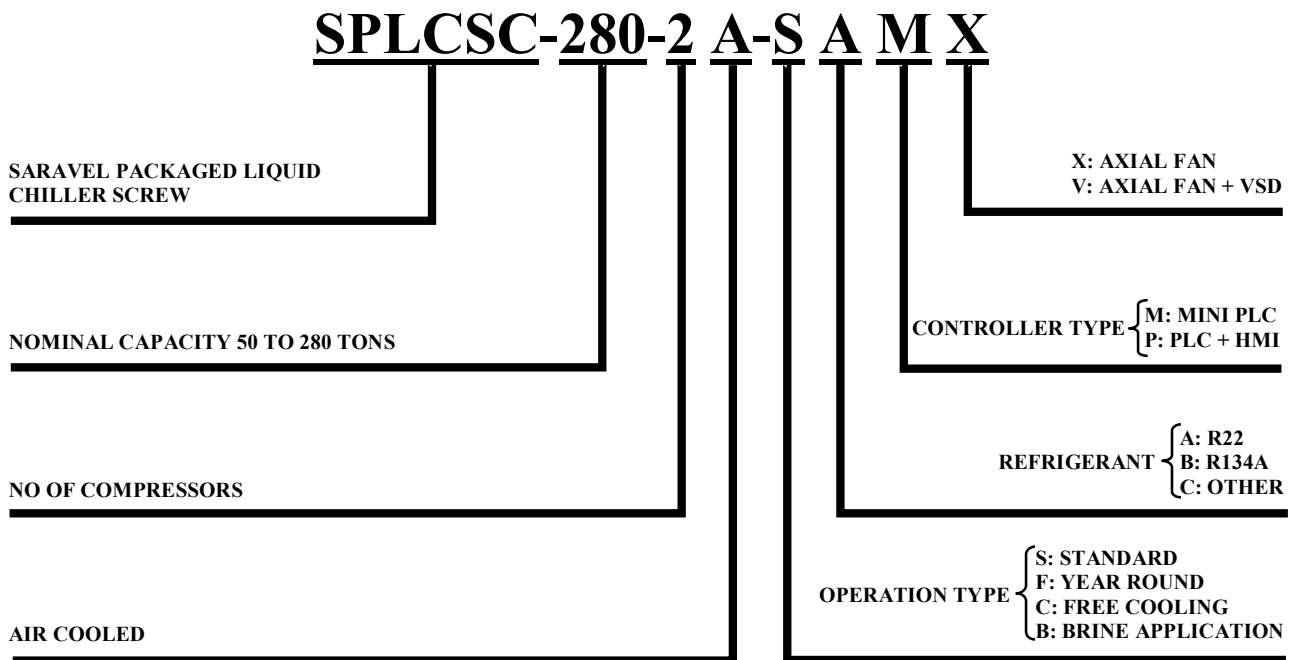 SPLCSC-280-2 A-S A M X
SARAVEL PACKAGED LIQUID
CHILLER SCREW
X: AXIAL FAN
V: AXIAL FAN + VSD
NOMINAL CAPACITY 50 TO 280 TONS
CONTROLLER TYPE
M: MINI PLC
P: PLC + HMI
NO OF COMPRESSORS
REFRIGERANT
A: R22
B: R134A
C: OTHER
AIR COOLED
OPERATION TYPE
S: STANDARD
F: YEAR ROUND
C: FREE COOLING
B: BRINE APPLICATION